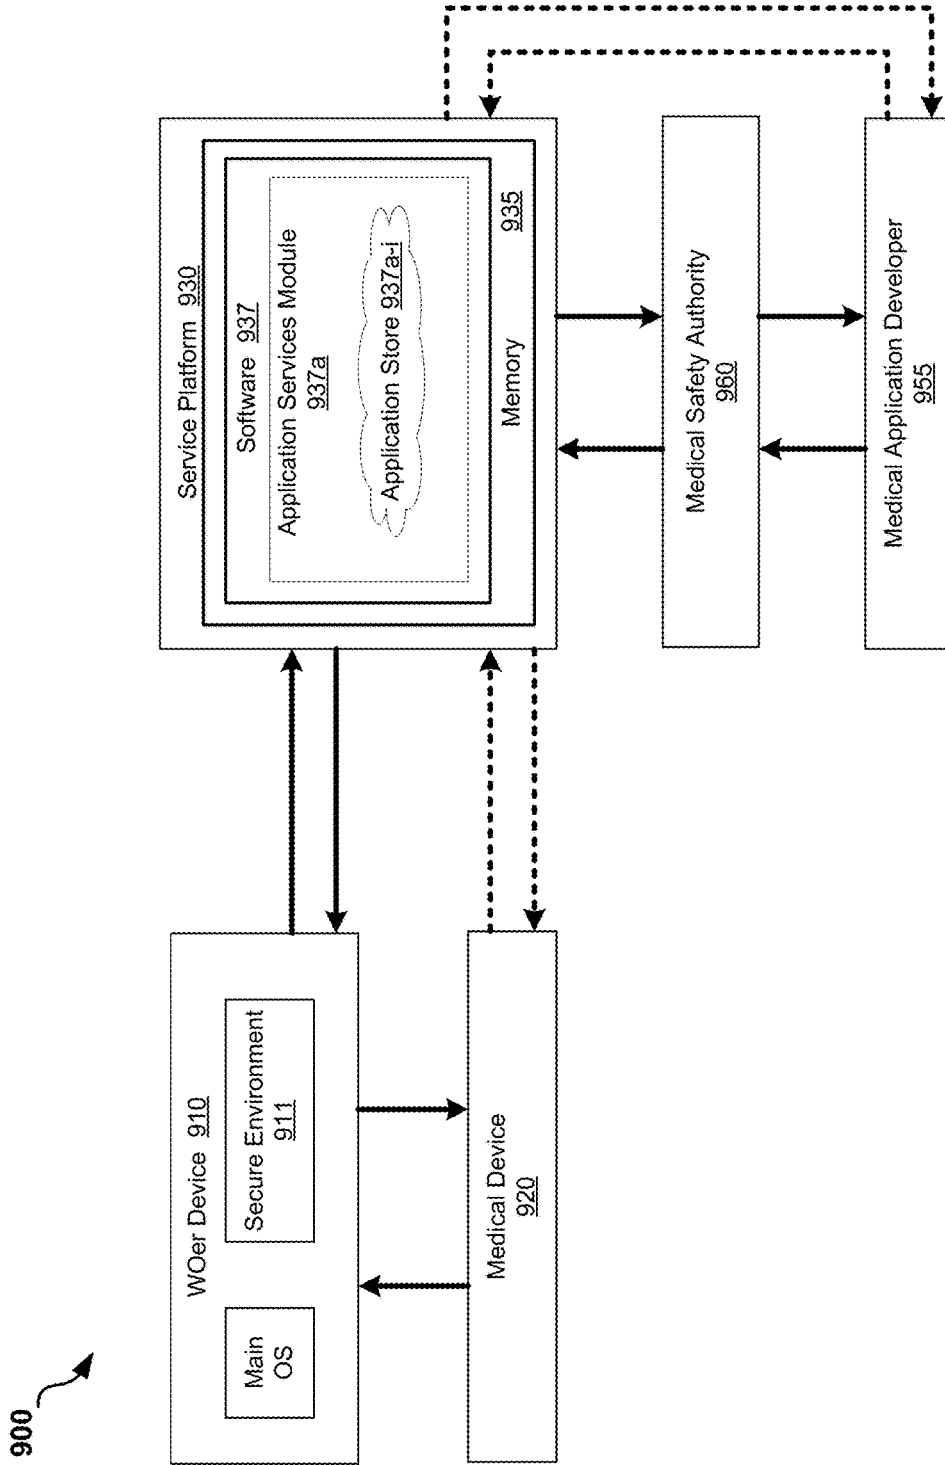 900
WOer Device 910
Main
OS
Secure Environment
911
Medical Device
920
Service Platform 930
Software 937
Application Services Module
937a
Application Store 937a-i
Memory 935
Medical Safety Authority
960
Medical Application Developer
955